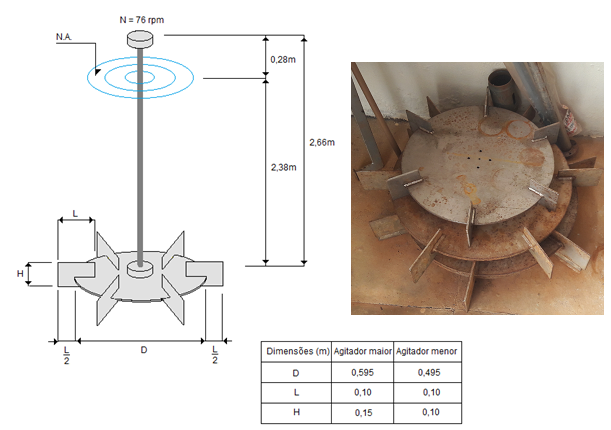 N = 76 rpm
N.A.
0,28m
2,66m
2,38m
L
H
L/2
D
L/2
Dimensões (m) Agitador maior Agitador menor
D 0,595 0,495
L 0,10 0,10
H 0,15 0,10